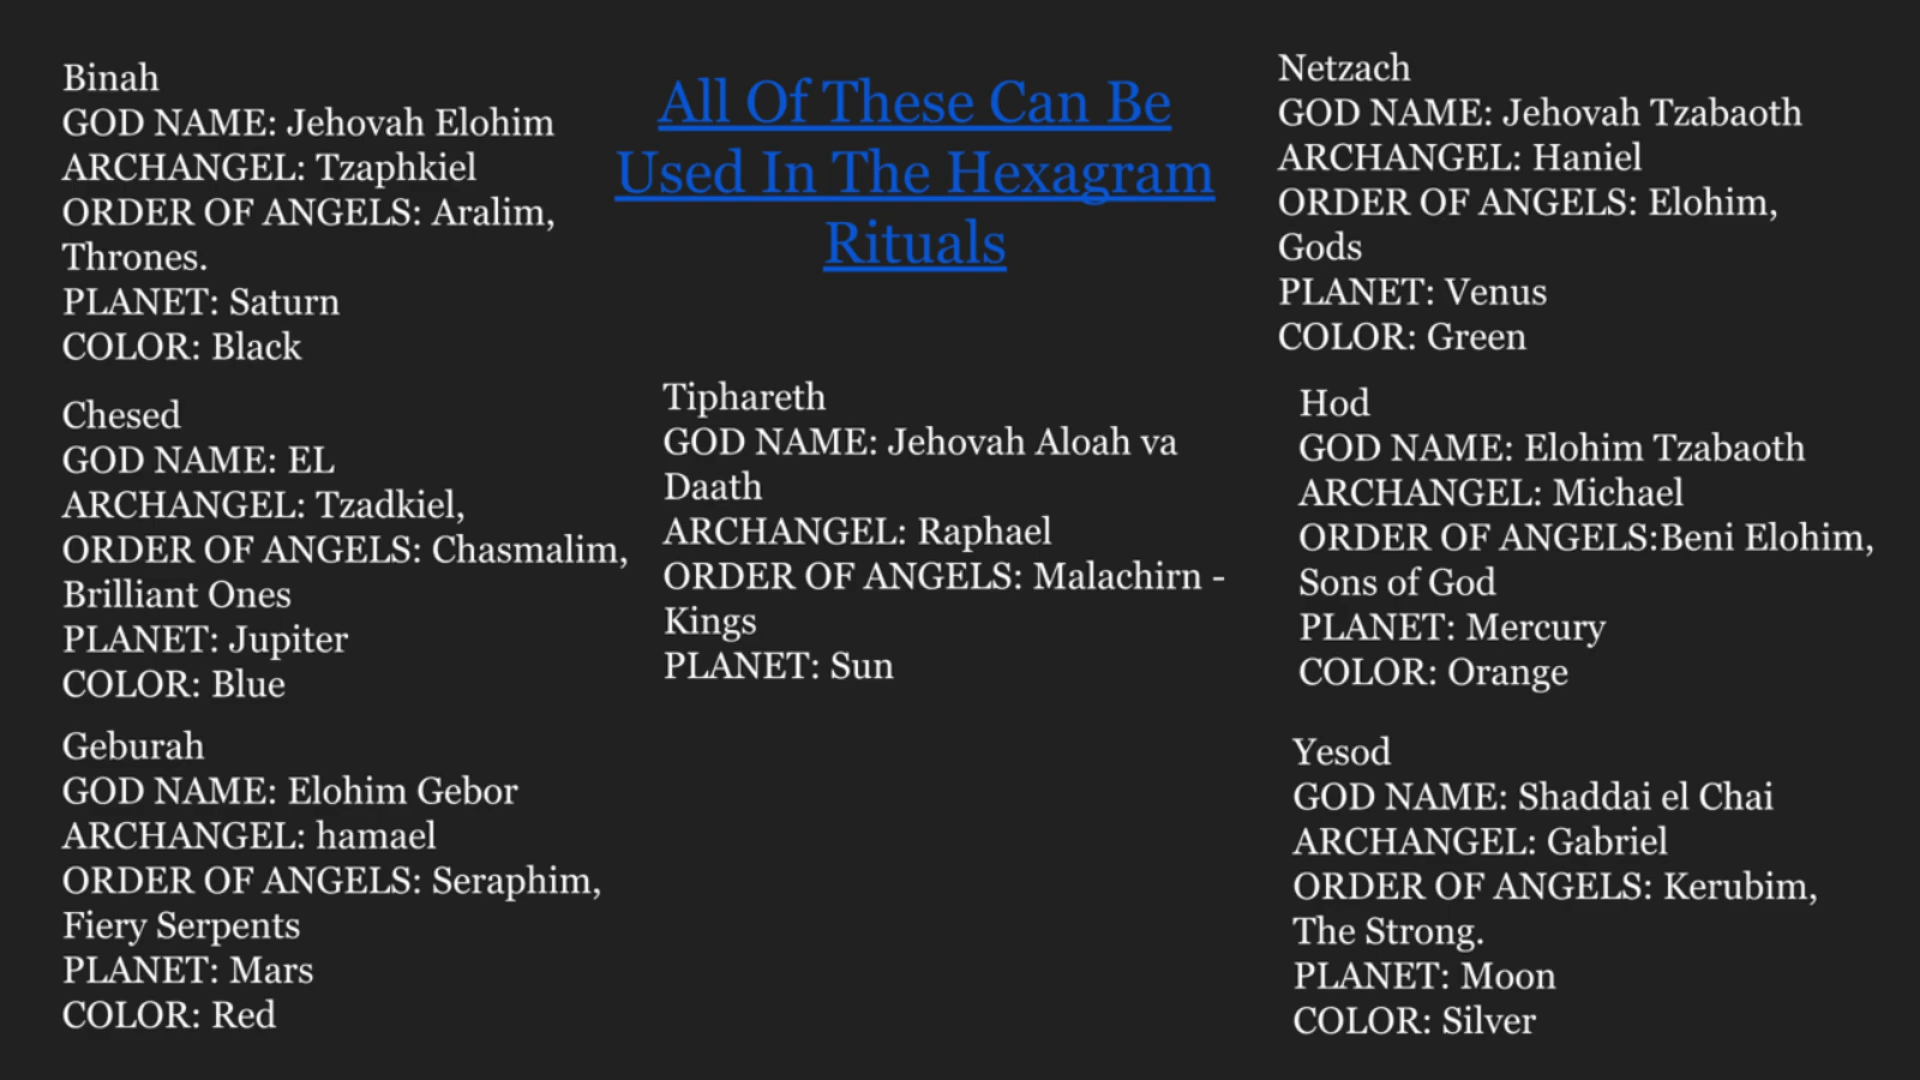 All Of These Can Be
Used In The Hexagram
Rituals
Binah
GOD NAME: Jehovah Elohim
ARCHANGEL: Tzaphkiel
ORDER OF ANGELS: Aralim,
Thrones.
PLANET: Saturn
COLOR: Black
Chesed
GOD NAME: EL
ARCHANGEL: Tzadkiel,
ORDER OF ANGELS: Chasmalim,
Brilliant Ones
PLANET: Jupiter
COLOR: Blue
Geburah
GOD NAME: Elohim Gebor
ARCHANGEL: hamael
ORDER OF ANGELS: Seraphim,
Fiery Serpents
PLANET: Mars
COLOR: Red
Tiphareth
GOD NAME: Jehovah Aloah va
Daath
ARCHANGEL: Raphael
ORDER OF ANGELS: Malachirn -
Kings
PLANET: Sun
Netzach
GOD NAME: Jehovah Tzabaoth
ARCHANGEL: Haniel
ORDER OF ANGELS: Elohim,
Gods
PLANET: Venus
COLOR: Green
Hod
GOD NAME: Elohim Tzabaoth
ARCHANGEL: Michael
ORDER OF ANGELS:Beni Elohim,
Sons of God
PLANET: Mercury
COLOR: Orange
Yesod
GOD NAME: Shaddai el Chai
ARCHANGEL: Gabriel
ORDER OF ANGELS: Kerubim,
The Strong.
PLANET: Moon
COLOR: Silver